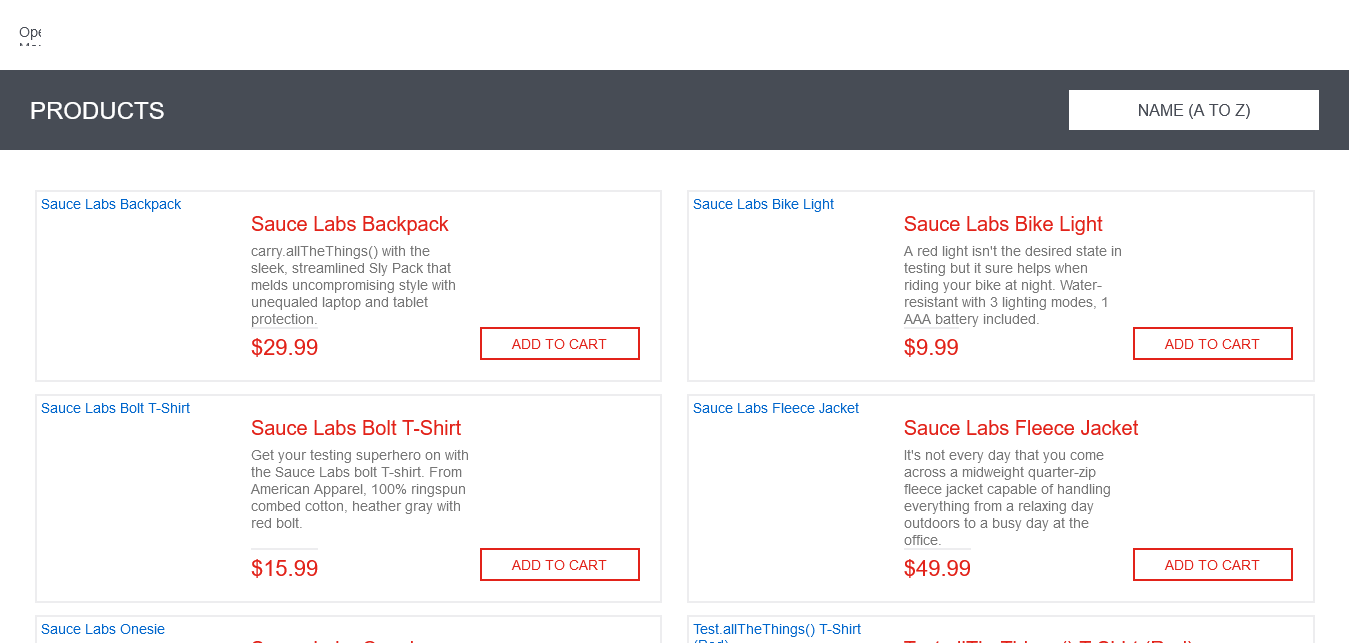 PRODUCTS
NAME (A TO Z)
Sauce Labs Backpack
Sauce Labs Backpack
carry.allTheThings() with the
sleek, streamlined Sly Pack that
melds uncompromising style with
unequaled laptop and tablet
protection.
$29.99
ADD TO CART
Sauce Labs Bike Light
Sauce Labs Bike Light
A red light isn't the desired state in
testing but it sure helps when
riding your bike at night. Water-
resistant with 3 lighting modes, 1
AAA battery included.
$9.99
ADD TO CART
Sauce Labs Bolt T-Shirt
Sauce Labs Bolt T-Shirt
Get your testing superhero on with
the Sauce Labs bolt T-shirt. From
American Apparel, 100% ringspun
combed cotton, heather gray with
red bolt.
$15.99
ADD TO CART
Sauce Labs Fleece Jacket
Sauce Labs Fleece Jacket
It's not every day that you come
across a midweight quarter-zip
fleece jacket capable of handling
everything from a relaxing day
outdoors to a busy day at the
office.
$49.99
ADD TO CART
Sauce Labs Onesie
Sauce Labs Onesie
Test.allTheThings() T-Shirt
(Red)
Test.allTheThings() T-Shirt (Red)